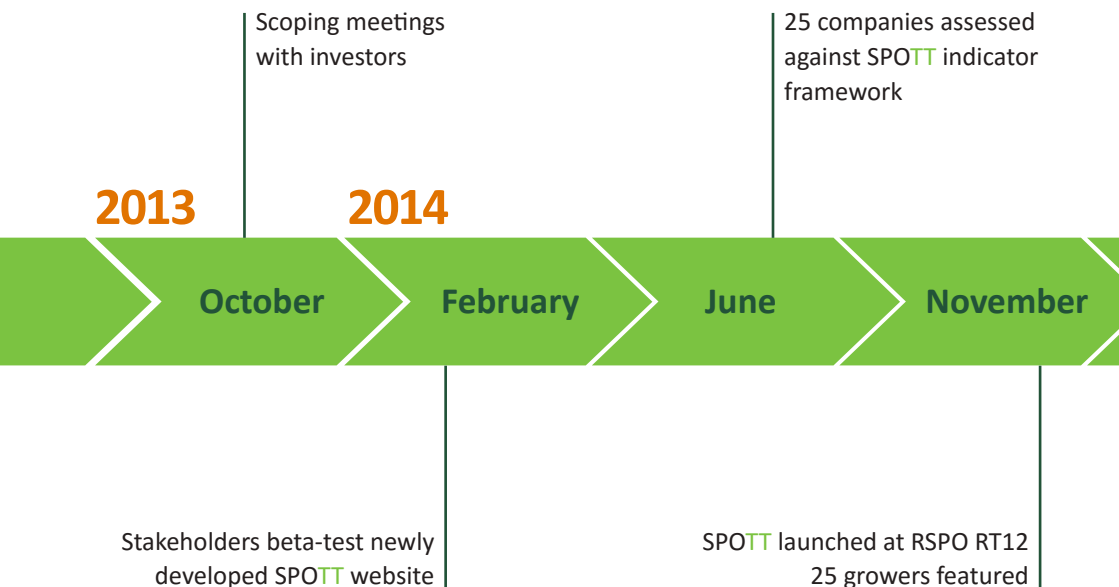 Scoping meetings
with investors
25 companies assessed
against SPOTT indicator
framework
2013
2014
October
February
June
November
Stakeholders beta-test newly
developed SPOTT website
SPOTT launched at RSPO RT12
25 growers featured